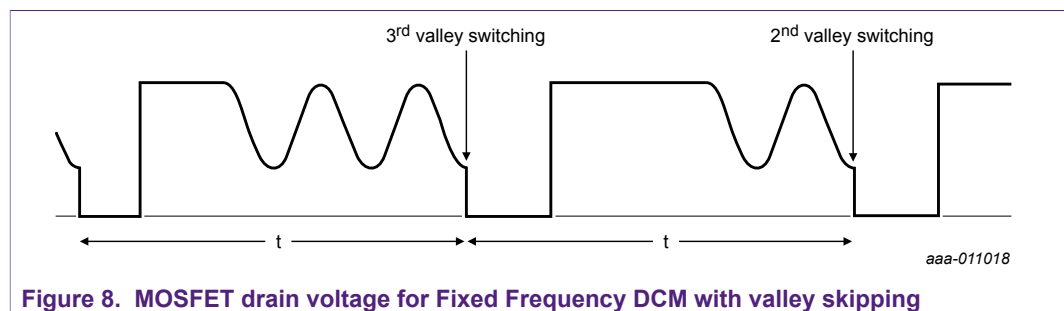 3rd valley switching
2nd valley switching
t
t
aaa-011018
Figure 8. MOSFET drain voltage for Fixed Frequency DCM with valley skipping